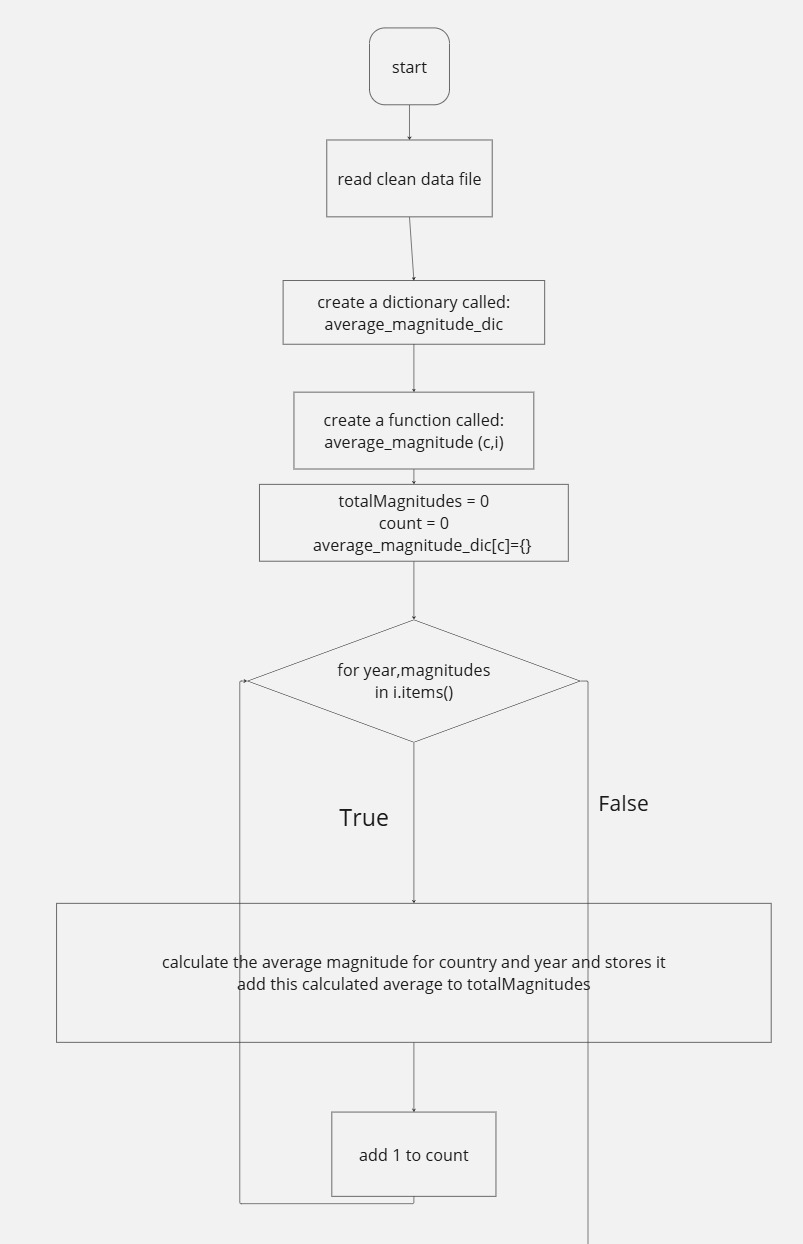 start
read clean data file
create a dictionary called:
average_magnitude_dic
create a function called:
average_magnitude (c,i)
totalMagnitudes = 0
count = 0
average_magnitude_dic[c]={}
for year,magnitudes
in i.items()
True
False
calculate the average magnitude for country and year and stores it
add this calculated average to totalMagnitudes
add 1 to count